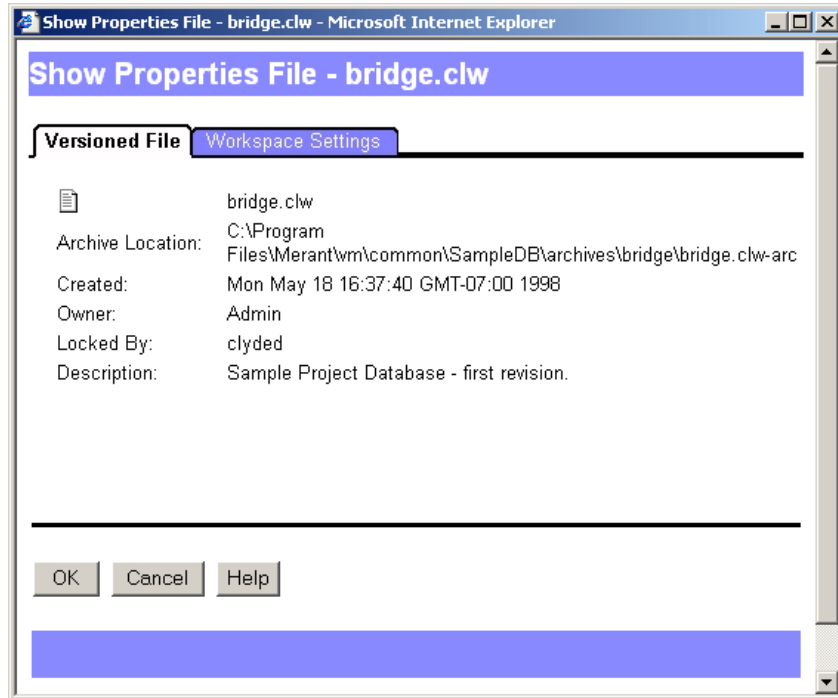 Show Properties File - bridge.clw - Microsoft Internet Explorer
Show Properties File - bridge.clw
Versioned File
Workspace Settings
bridge.clw
Archive Location:
C:\Program
Files\Merant\vm\common\SampleDB\archives\bridge\bridge.clw-arc
Created: Mon May 18 16:37:40 GMT-07:00 1998
Owner: Admin
Locked By: clyded
Description: Sample Project Database - first revision.
OK Cancel Help